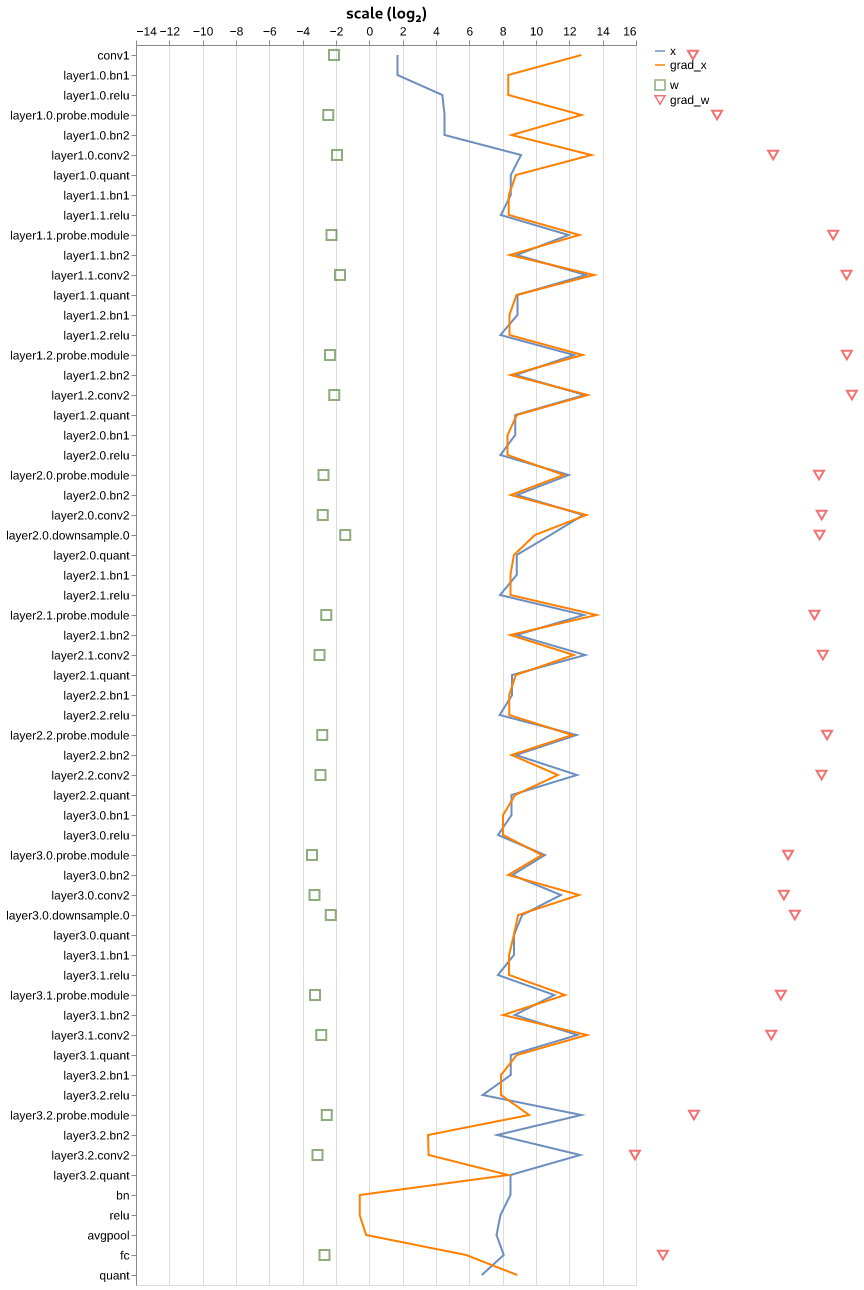 scale (log₂)
−14 −12 −10 −8 −6 −4 −2 0 2 4 6 8 10 12 14 16
conv1
layer1.0.bn1
layer1.0.relu
layer1.0.probe.module
layer1.0.bn2
layer1.0.conv2
layer1.0.quant
layer1.1.bn1
layer1.1.relu
layer1.1.probe.module
layer1.1.bn2
layer1.1.conv2
layer1.1.quant
layer1.2.bn1
layer1.2.relu
layer1.2.probe.module
layer1.2.bn2
layer1.2.conv2
layer1.2.quant
layer2.0.bn1
layer2.0.relu
layer2.0.probe.module
layer2.0.bn2
layer2.0.conv2
layer2.0.downsample.0
layer2.0.quant
layer2.1.bn1
layer2.1.relu
layer2.1.probe.module
layer2.1.bn2
layer2.1.conv2
layer2.1.quant
layer2.2.bn1
layer2.2.relu
layer2.2.probe.module
layer2.2.bn2
layer2.2.conv2
layer2.2.quant
layer3.0.bn1
layer3.0.relu
layer3.0.probe.module
layer3.0.bn2
layer3.0.conv2
layer3.0.downsample.0
layer3.0.quant
layer3.1.bn1
layer3.1.relu
layer3.1.probe.module
layer3.1.bn2
layer3.1.conv2
layer3.1.quant
layer3.2.bn1
layer3.2.relu
layer3.2.probe.module
layer3.2.bn2
layer3.2.conv2
layer3.2.quant
bn
relu
avgpool
fc
quant
x
grad_x
w
grad_w